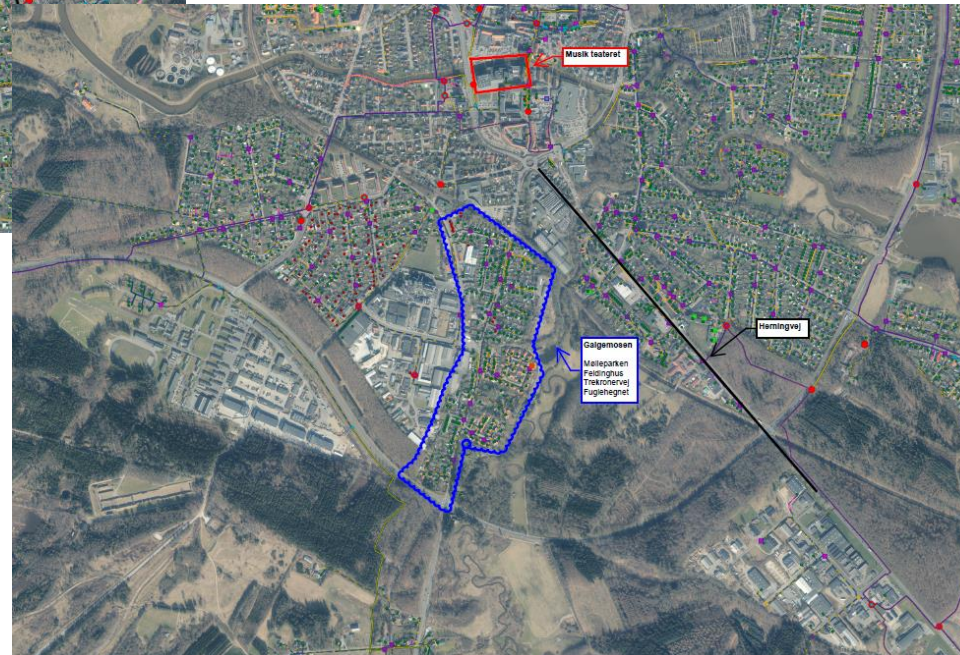 Musik teateret
Herningvej
Galgemosen
Mølleparken
Feldinghus
Trekronervej
Fuglehegnet